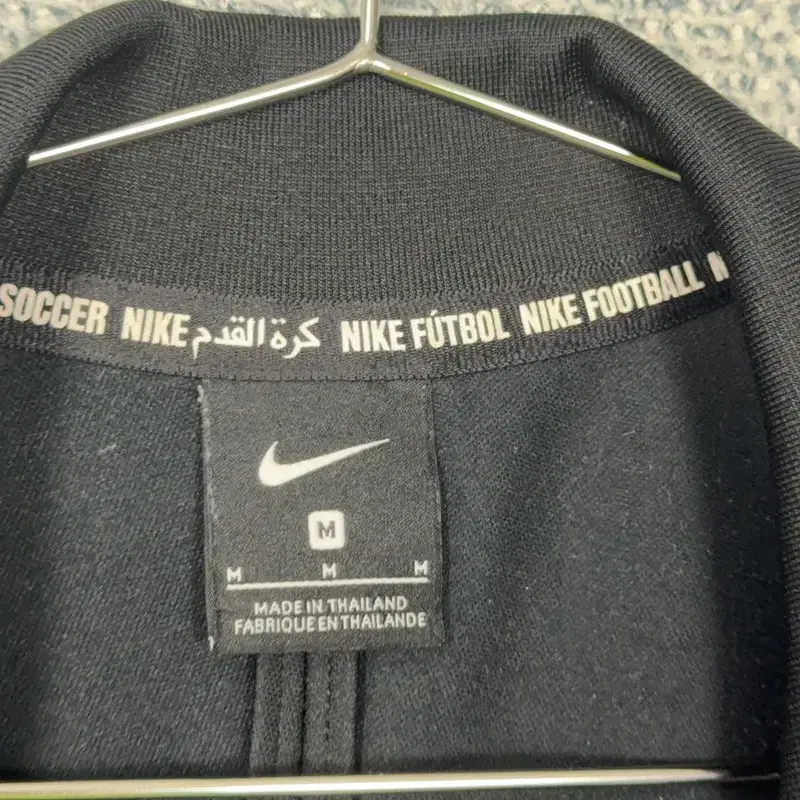 SOCCER NIKE كرة القدم NIKE FÚTBOL NIKE FOOTBALL N
M
M M M
MADE IN THAILAND
FABRIQUE EN THAILANDE